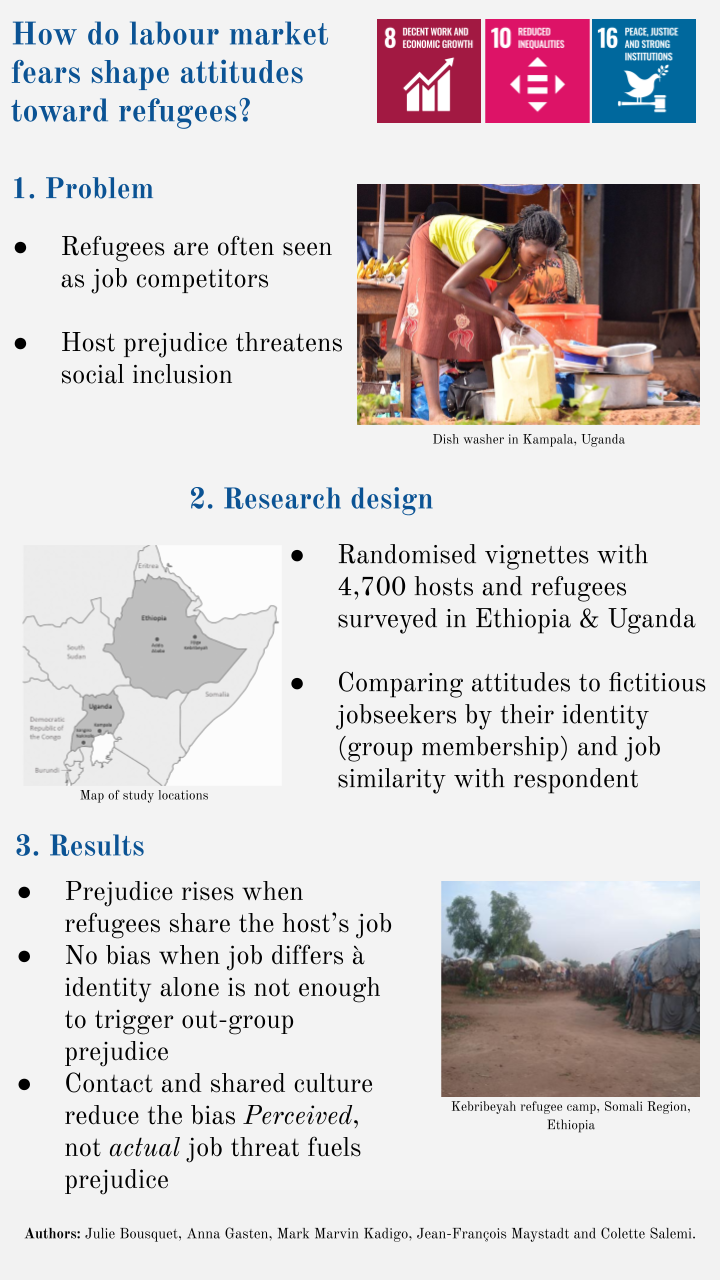 How do labour market
fears shape attitudes
toward refugees?
8 DECENT WORK AND
ECONOMIC GROWTH
10 REDUCED
INEQUALITIES
16 PEACE, JUSTICE
AND STRONG
INSTITUTIONS
1. Problem
● Refugees are often seen
as job competitors
● Host prejudice threatens
social inclusion
Dish washer in Kampala, Uganda
2. Research design
Eritrea
Ethiopia
Addis
Ababa
Jijiga
Kebribeyah
South
Sudan
Somalia
Uganda
Kampala
Democratic
Republic of
the Congo
Burundi
Map of study locations
● Randomised vignettes with
4,700 hosts and refugees
surveyed in Ethiopia & Uganda
● Comparing attitudes to fictitious
jobseekers by their identity
(group membership) and job
similarity with respondent
3. Results
● Prejudice rises when
refugees share the host’s job
● No bias when job differs à
identity alone is not enough
to trigger out-group
prejudice
● Contact and shared culture
reduce the bias Perceived,
not actual job threat fuels
prejudice
Kebribeyah refugee camp, Somali Region,
Ethiopia
Authors: Julie Bousquet, Anna Gasten, Mark Marvin Kadigo, Jean-François Maystadt and Colette Salemi.